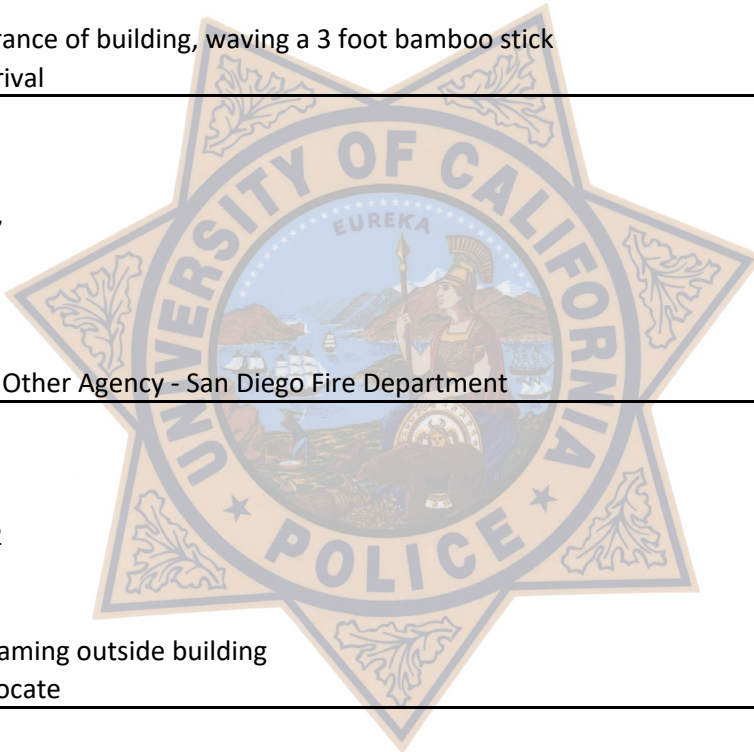 rance of building, waving a 3 foot bamboo stick
rival
UNIVERSITY OF CALIFORNIA
EUREKA
Other Agency - San Diego Fire Department
POLICE
aming outside building
ocate